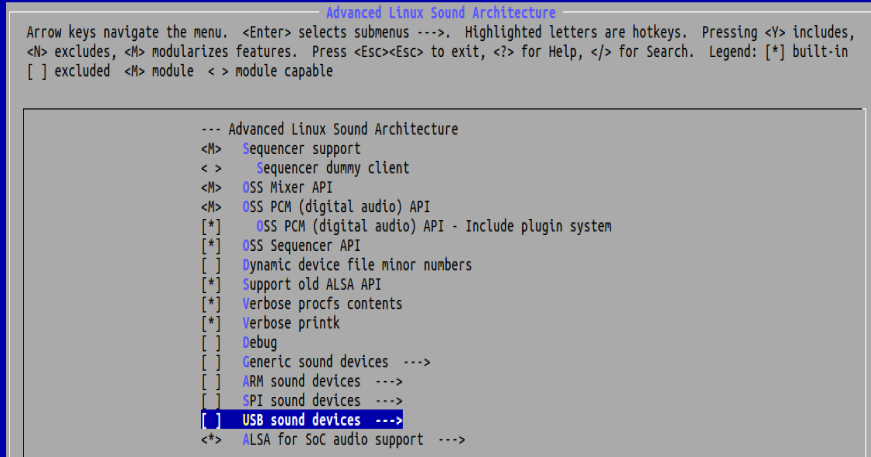 Advanced Linux Sound Architecture
Arrow keys navigate the menu.  <Enter> selects submenus --->.  Highlighted letters are hotkeys.  Pressing <Y> includes,
<N> excludes, <M> modularizes features.  Press <Esc><Esc> to exit, <?> for Help, </> for Search.  Legend: [*] built-in
[ ] excluded  <M> module  < > module capable
--- Advanced Linux Sound Architecture
<M>   Sequencer support
< >     Sequencer dummy client
<M>   OSS Mixer API
<M>   OSS PCM (digital audio) API
[*]     OSS PCM (digital audio) API - Include plugin system
[*]   OSS Sequencer API
[ ]   Dynamic device file minor numbers
[*]   Support old ALSA API
[*]   Verbose procfs contents
[*]   Verbose printk
[ ]   Debug
[ ]   Generic sound devices  --->
[ ]   ARM sound devices  --->
[ ]   SPI sound devices  --->
[ ]   USB sound devices  --->
<*>   ALSA for SoC audio support  --->